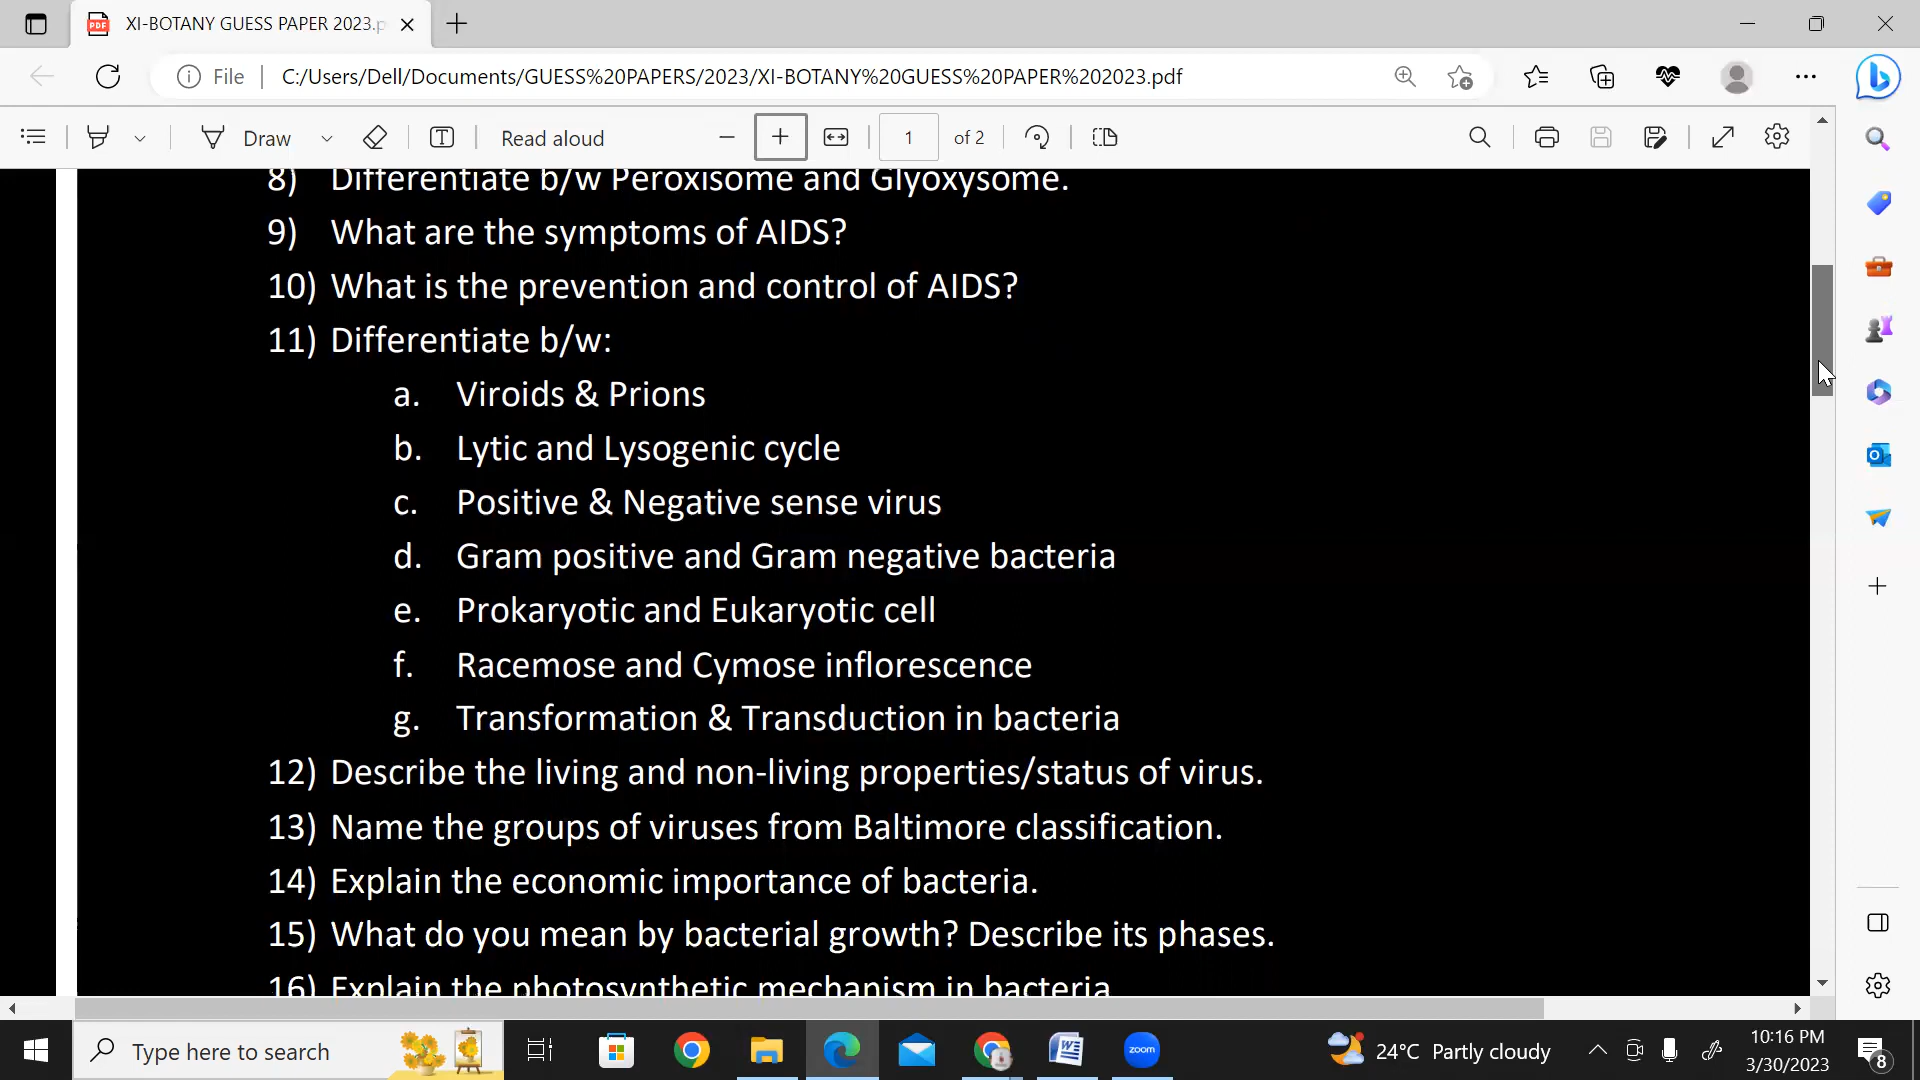 XI-BOTANY GUESS PAPER 2023.p
File C:/Users/Dell/Documents/GUESS%20PAPERS/2023/XI-BOTANY%20GUESS%20PAPER%202023.pdf
Draw Read aloud 1 of 2
8) Differentiate b/w Peroxisome and Glyoxysome.
9) What are the symptoms of AIDS?
10) What is the prevention and control of AIDS?
11) Differentiate b/w:
a. Viroids & Prions
b. Lytic and Lysogenic cycle
c. Positive & Negative sense virus
d. Gram positive and Gram negative bacteria
e. Prokaryotic and Eukaryotic cell
f. Racemose and Cymose inflorescence
g. Transformation & Transduction in bacteria
12) Describe the living and non-living properties/status of virus.
13) Name the groups of viruses from Baltimore classification.
14) Explain the economic importance of bacteria.
15) What do you mean by bacterial growth? Describe its phases.
16) Explain the photosynthetic mechanism in bacteria
Type here to search zoom 24°C Partly cloudy 10:16 PM
3/30/2023 8